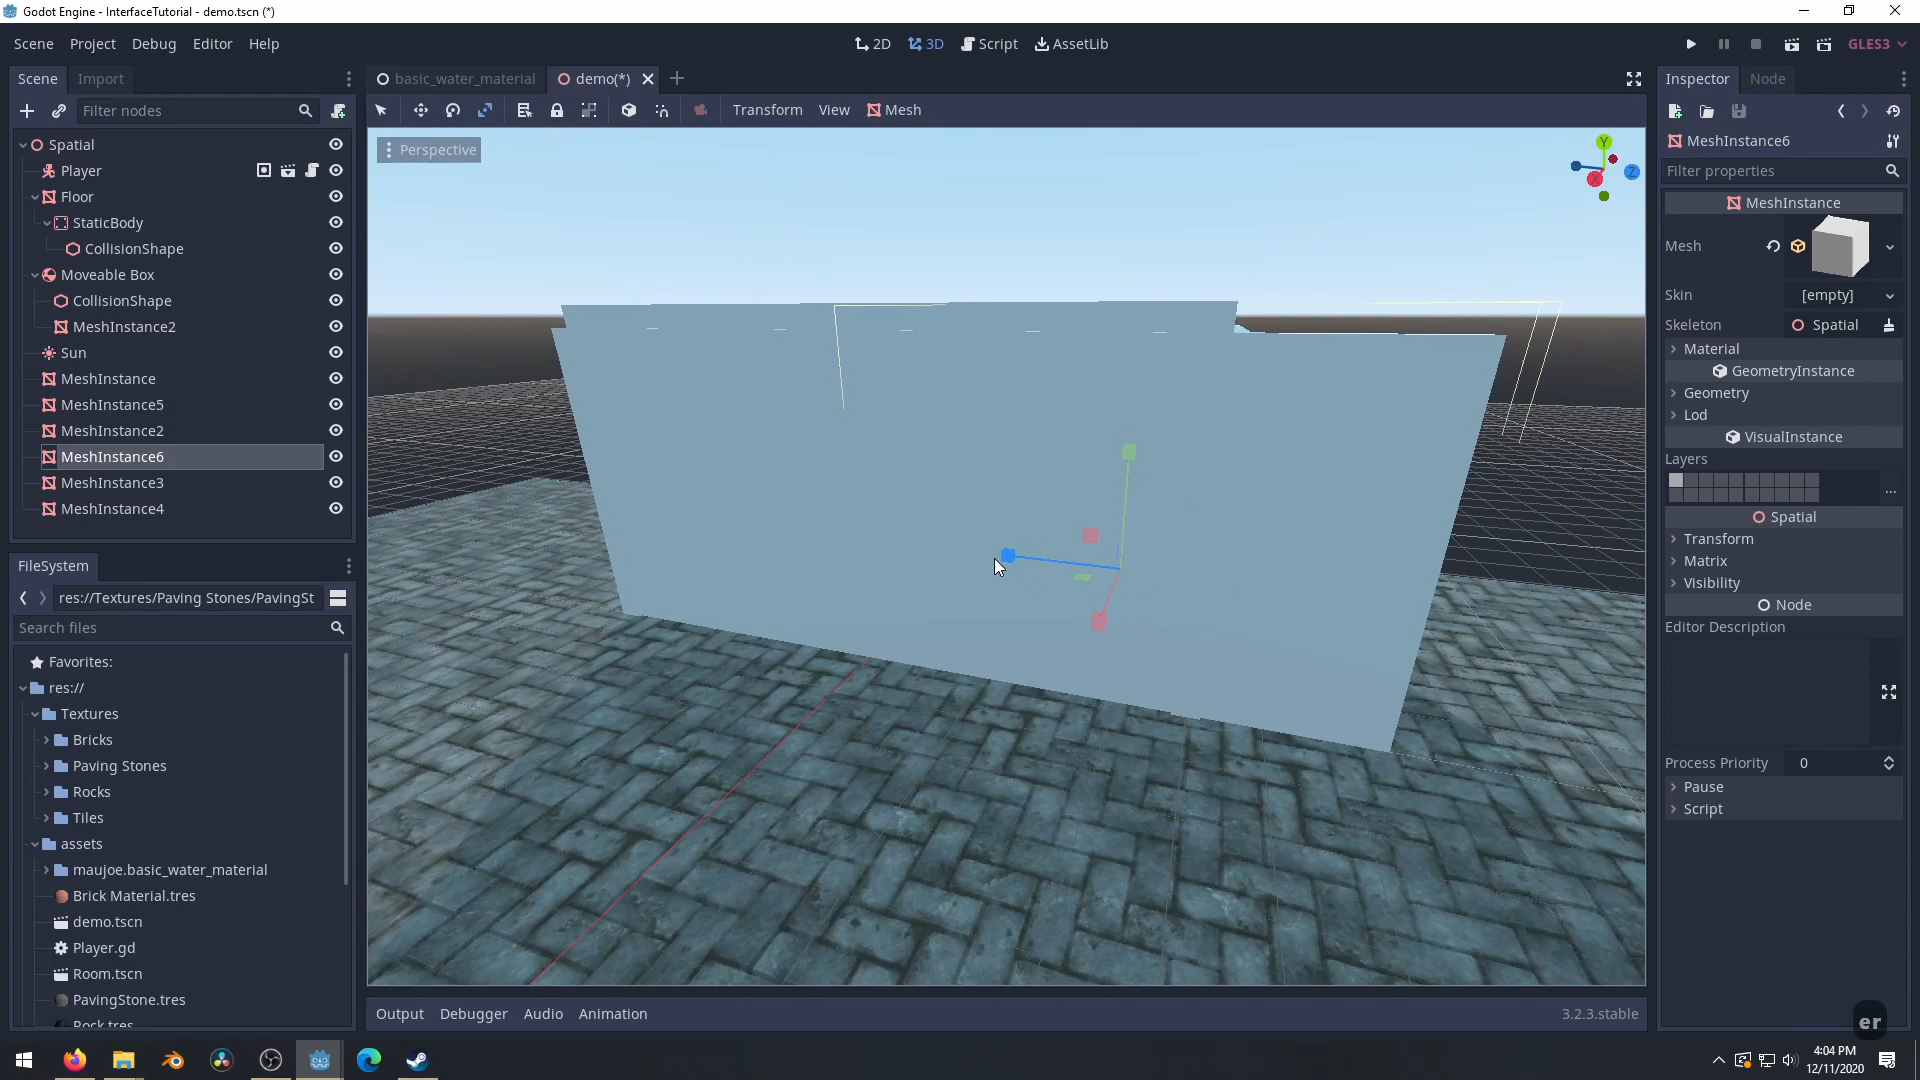 Godot Engine - InterfaceTutorial - demo.tscn (*)
Scene Project Debug Editor Help
2D 3D Script AssetLib
GLES3
Scene Import
basic_water_material demo(*)
Inspector Node
Filter nodes
Transform View Mesh
MeshInstance6
Filter properties
Perspective
Y
Z
X
Spatial
Player
Floor
StaticBody
CollisionShape
Moveable Box
CollisionShape
MeshInstance2
Sun
MeshInstance
MeshInstance5
MeshInstance2
MeshInstance6
MeshInstance3
MeshInstance4
MeshInstance
Mesh
Skin [empty]
Skeleton Spatial
Material
GeometryInstance
Geometry
Lod
VisualInstance
Layers
...
Spatial
Transform
Matrix
Visibility
Node
Editor Description
Process Priority 0
Pause
Script
FileSystem
res://Textures/Paving Stones/PavingSt
Search files
Favorites:
res://
Textures
Bricks
Paving Stones
Rocks
Tiles
assets
maujoe.basic_water_material
Brick Material.tres
demo.tscn
Player.gd
Room.tscn
PavingStone.tres
Rock.tres
Output Debugger Audio Animation
3.2.3.stable
er
4:04 PM
12/11/2020